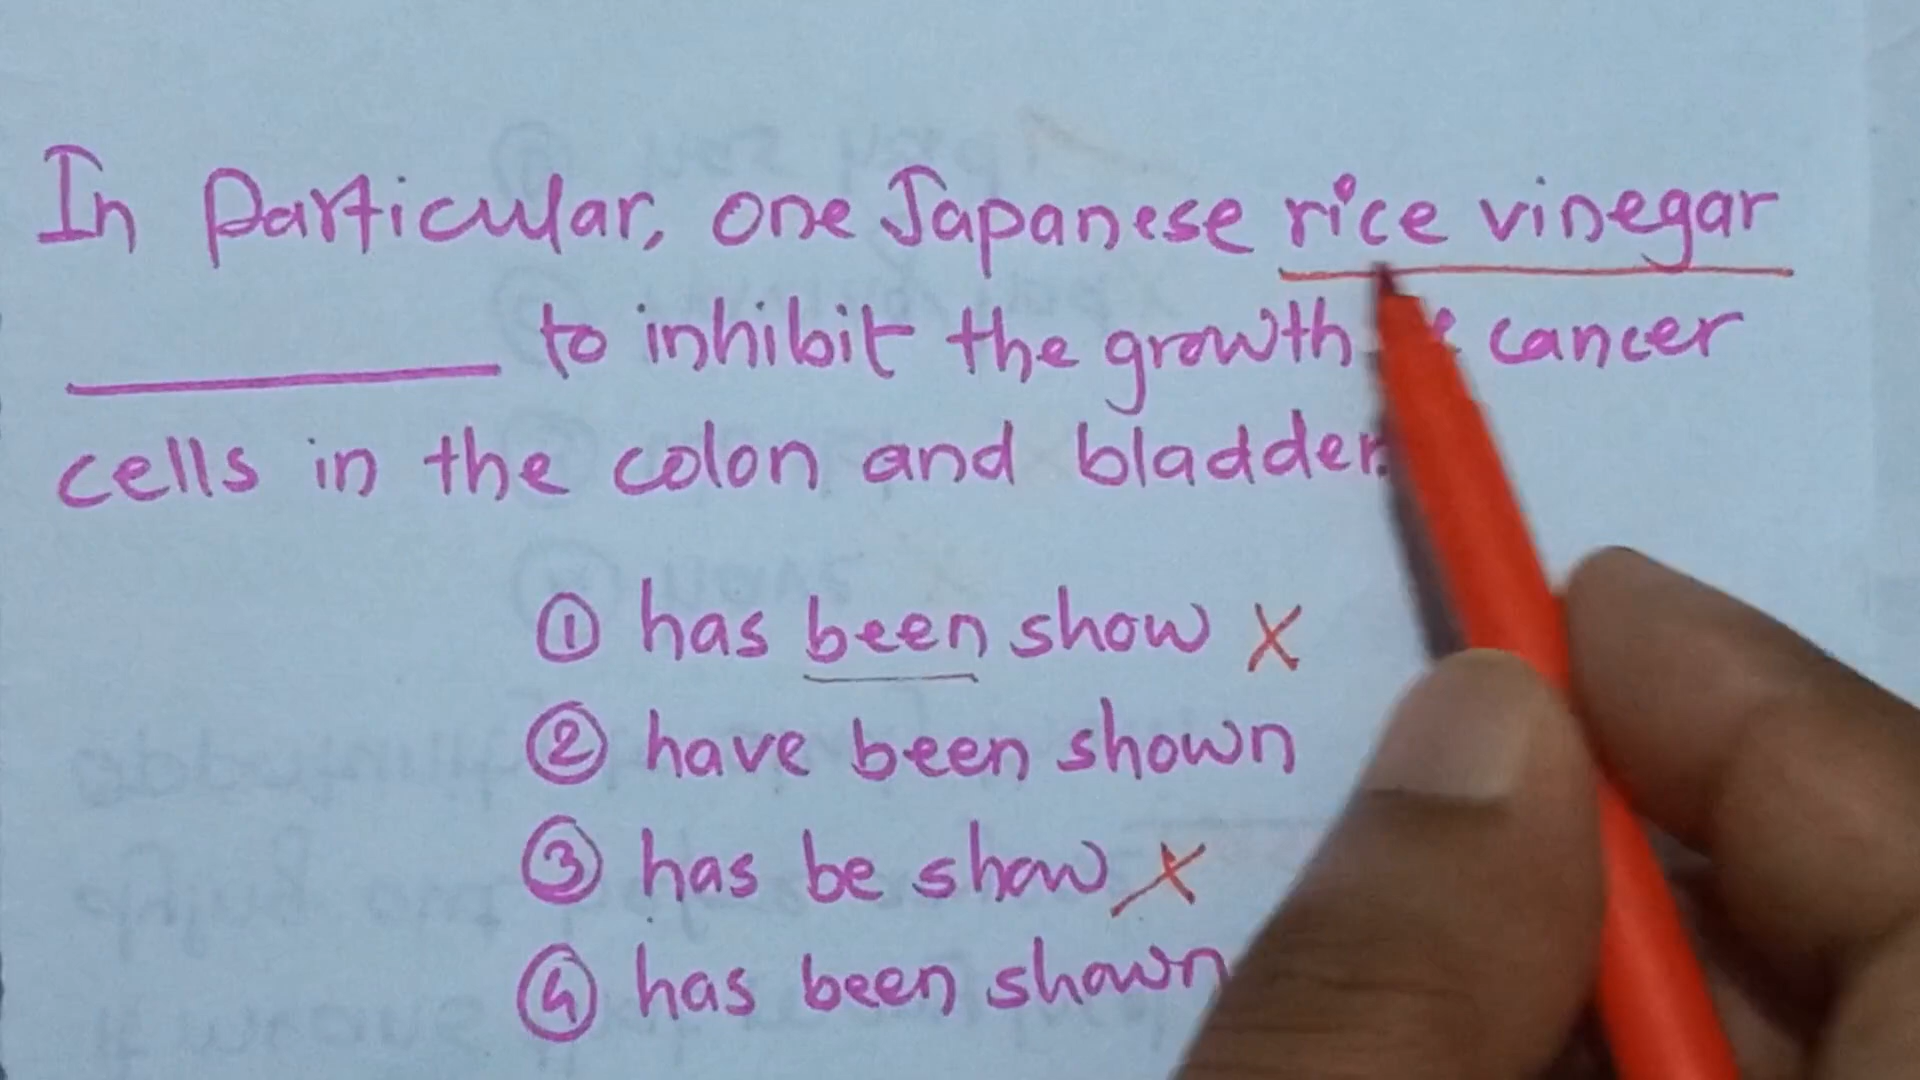 In particular, one Japanese rice vinegar
________ to inhibit the growth cancer
cells in the colon and bladder.
① has been show X
② have been shown
③ has be show X
④ has been shown